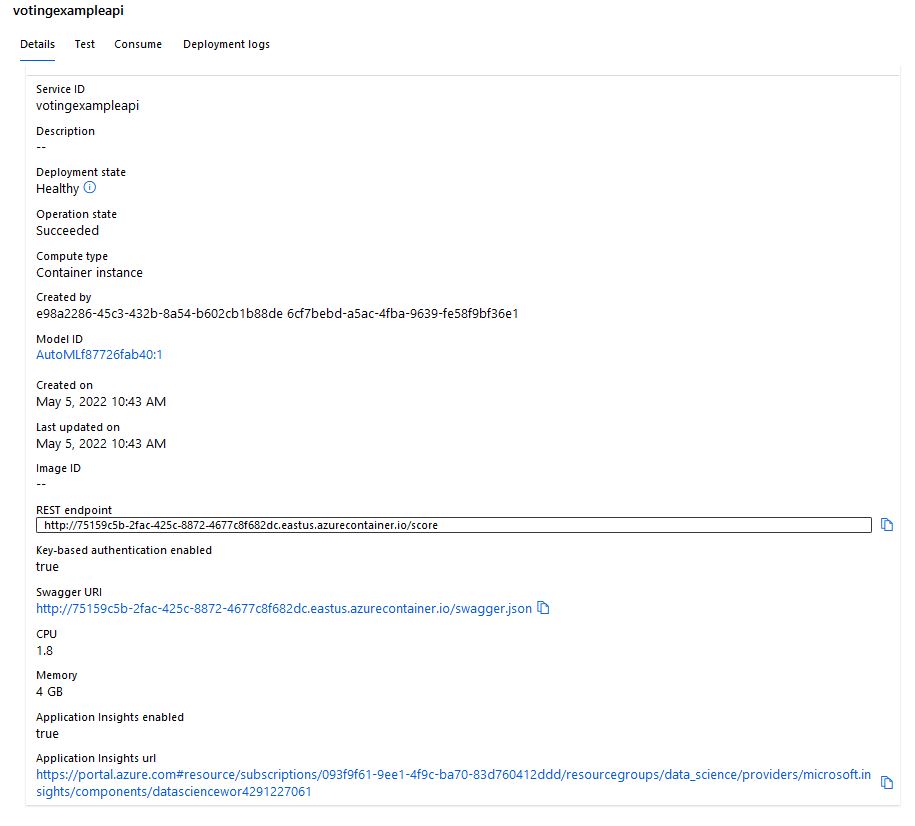 votingexampleapi
Details Test Consume Deployment logs
Service ID
votingexampleapi
Description
--
Deployment state
Healthy
Operation state
Succeeded
Compute type
Container instance
Created by
e98a2286-45c3-432b-8a54-b602cb1b88de 6cf7bebd-a5ac-4fba-9639-fe58f9bf36e1
Model ID
AutoMLf87726fab40:1
Created on
May 5, 2022 10:43 AM
Last updated on
May 5, 2022 10:43 AM
Image ID
--
REST endpoint
http://75159c5b-2fac-425c-8872-4677c8f682dc.eastus.azurecontainer.io/score
Key-based authentication enabled
true
Swagger URI
http://75159c5b-2fac-425c-8872-4677c8f682dc.eastus.azurecontainer.io/swagger.json
CPU
1.8
Memory
4 GB
Application Insights enabled
true
Application Insights url
https://portal.azure.com#resource/subscriptions/093f9f61-9ee1-4f9c-ba70-83d760412ddd/resourcegroups/data_science/providers/microsoft.in
sights/components/datasciencewor4291227061